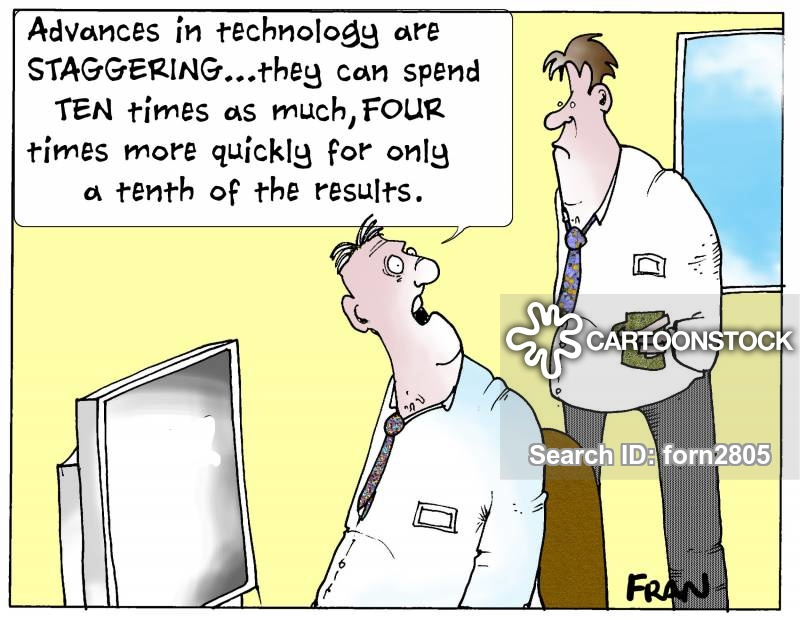 Advances in technology are
STAGGERING...they can spend
TEN times as much, FOUR
times more quickly for only
a tenth of the results.
CARTOONSTOCK
Search ID: forn2805
FRAN